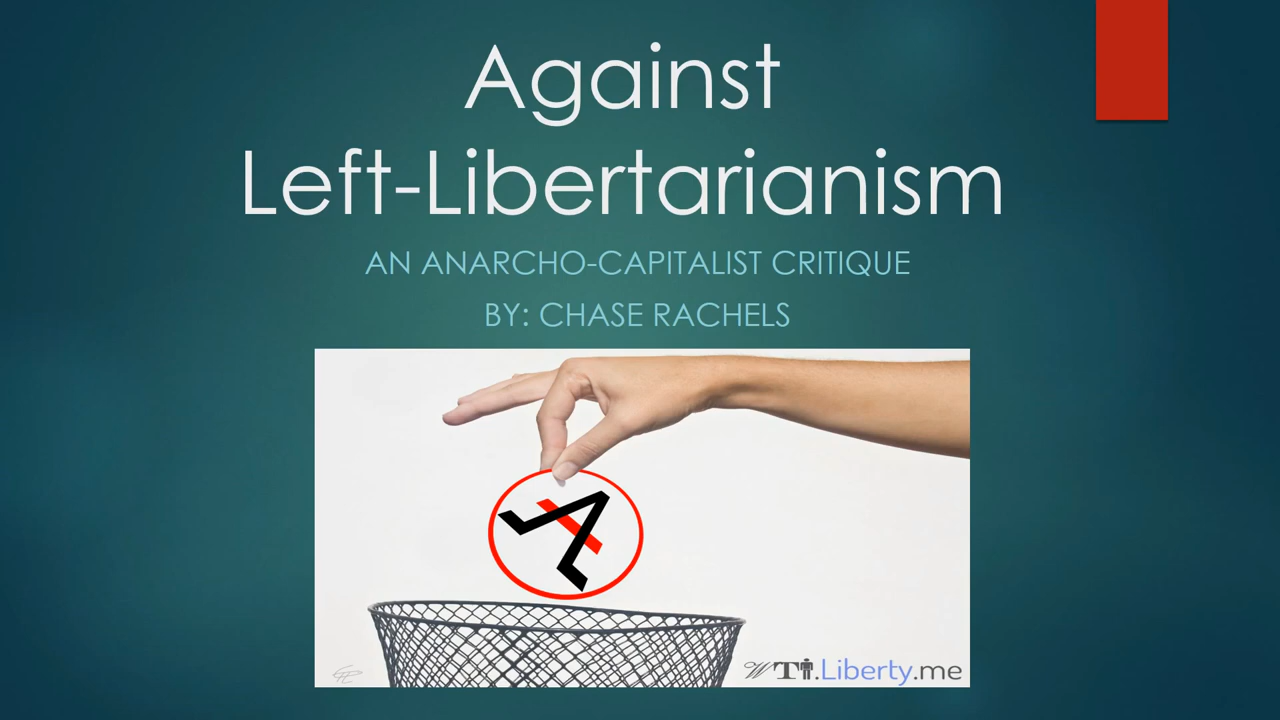 Against
Left-Libertarianism
AN ANARCHO-CAPITALIST CRITIQUE
BY: CHASE RACHELS
.Liberty.me